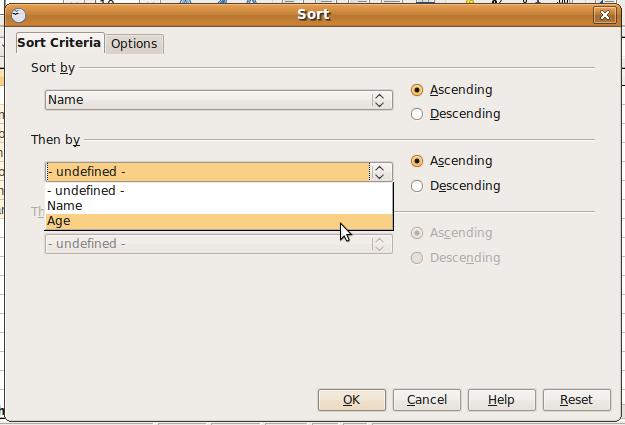 Sort
Sort Criteria Options
Sort by
Name
Ascending
Descending
Then by
- undefined -
Ascending
- undefined -
Descending
Name
Th
Age
- undefined -
Ascending
Descending
OK Cancel Help Reset